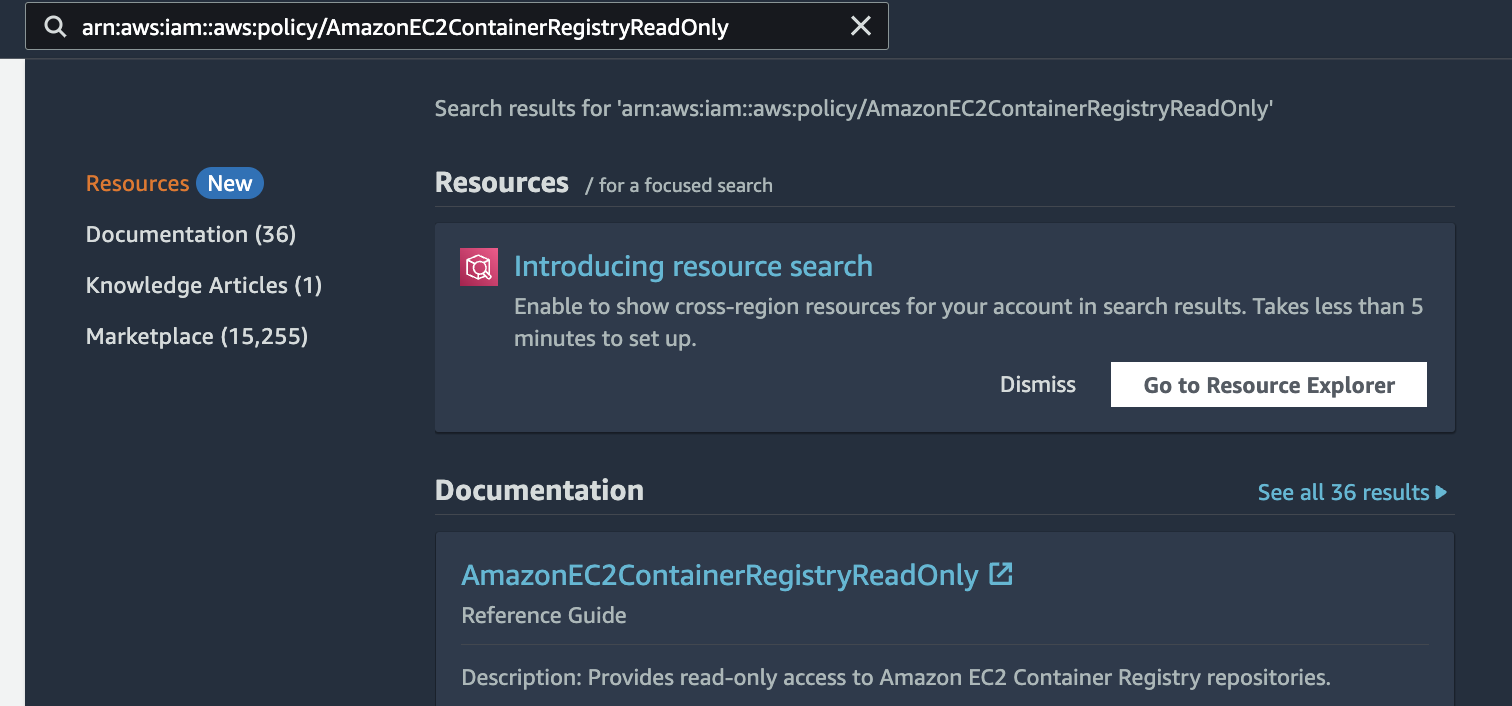 arn:aws:iam::aws:policy/AmazonEC2ContainerRegistryReadOnly
Search results for 'arn:aws:iam::aws:policy/AmazonEC2ContainerRegistryReadOnly'
Resources New
Documentation (36)
Knowledge Articles (1)
Marketplace (15,255)
Resources / for a focused search
Introducing resource search
Enable to show cross-region resources for your account in search results. Takes less than 5
minutes to set up.
Dismiss
Go to Resource Explorer
Documentation
See all 36 results
AmazonEC2ContainerRegistryReadOnly
Reference Guide
Description: Provides read-only access to Amazon EC2 Container Registry repositories.